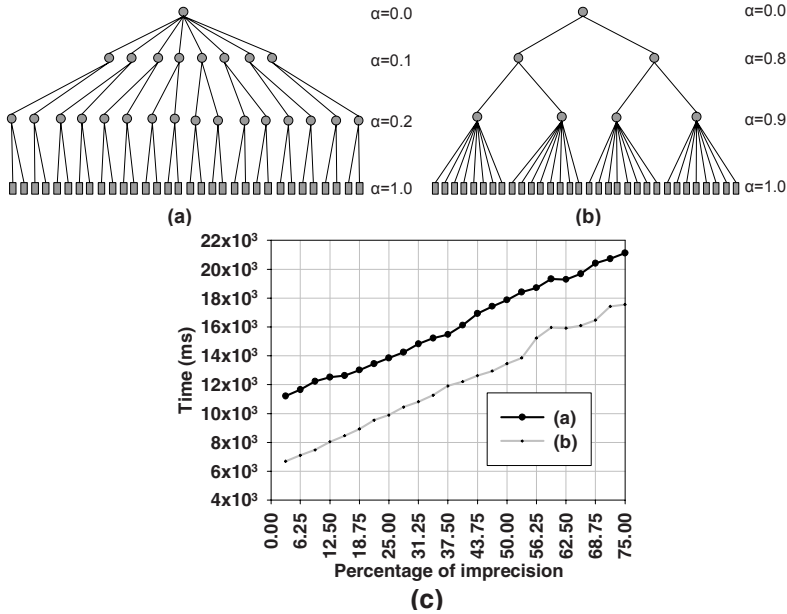 α=0.0
α=0.1
α=0.2
α=1.0
(a)
α=0.0
α=0.8
α=0.9
α=1.0
(b)
22x10³
20x10³
18x10³
16x10³
14x10³
12x10³
10x10³
8x10³
6x10³
4x10³
Time (ms)
(a)
(b)
0.00
6.25
12.50
18.75
25.00
31.25
37.50
43.75
50.00
56.25
62.50
68.75
75.00
Percentage of imprecision
(c)